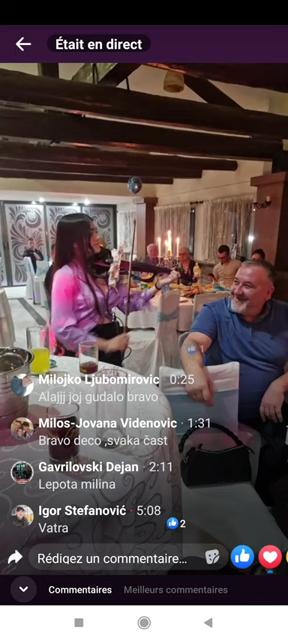 Était en direct
Milojko Ljubomirovic · 0:25
Alajjj joj gudalo bravo
Milos-Jovana Videnovic · 1:31
Bravo deco ,svaka čast
Gavrilovski Dejan · 2:11
Lepota milina
Igor Stefanović · 5:08
Vatra
2
Rédigez un commentaire...
Commentaires Meilleurs commentaires